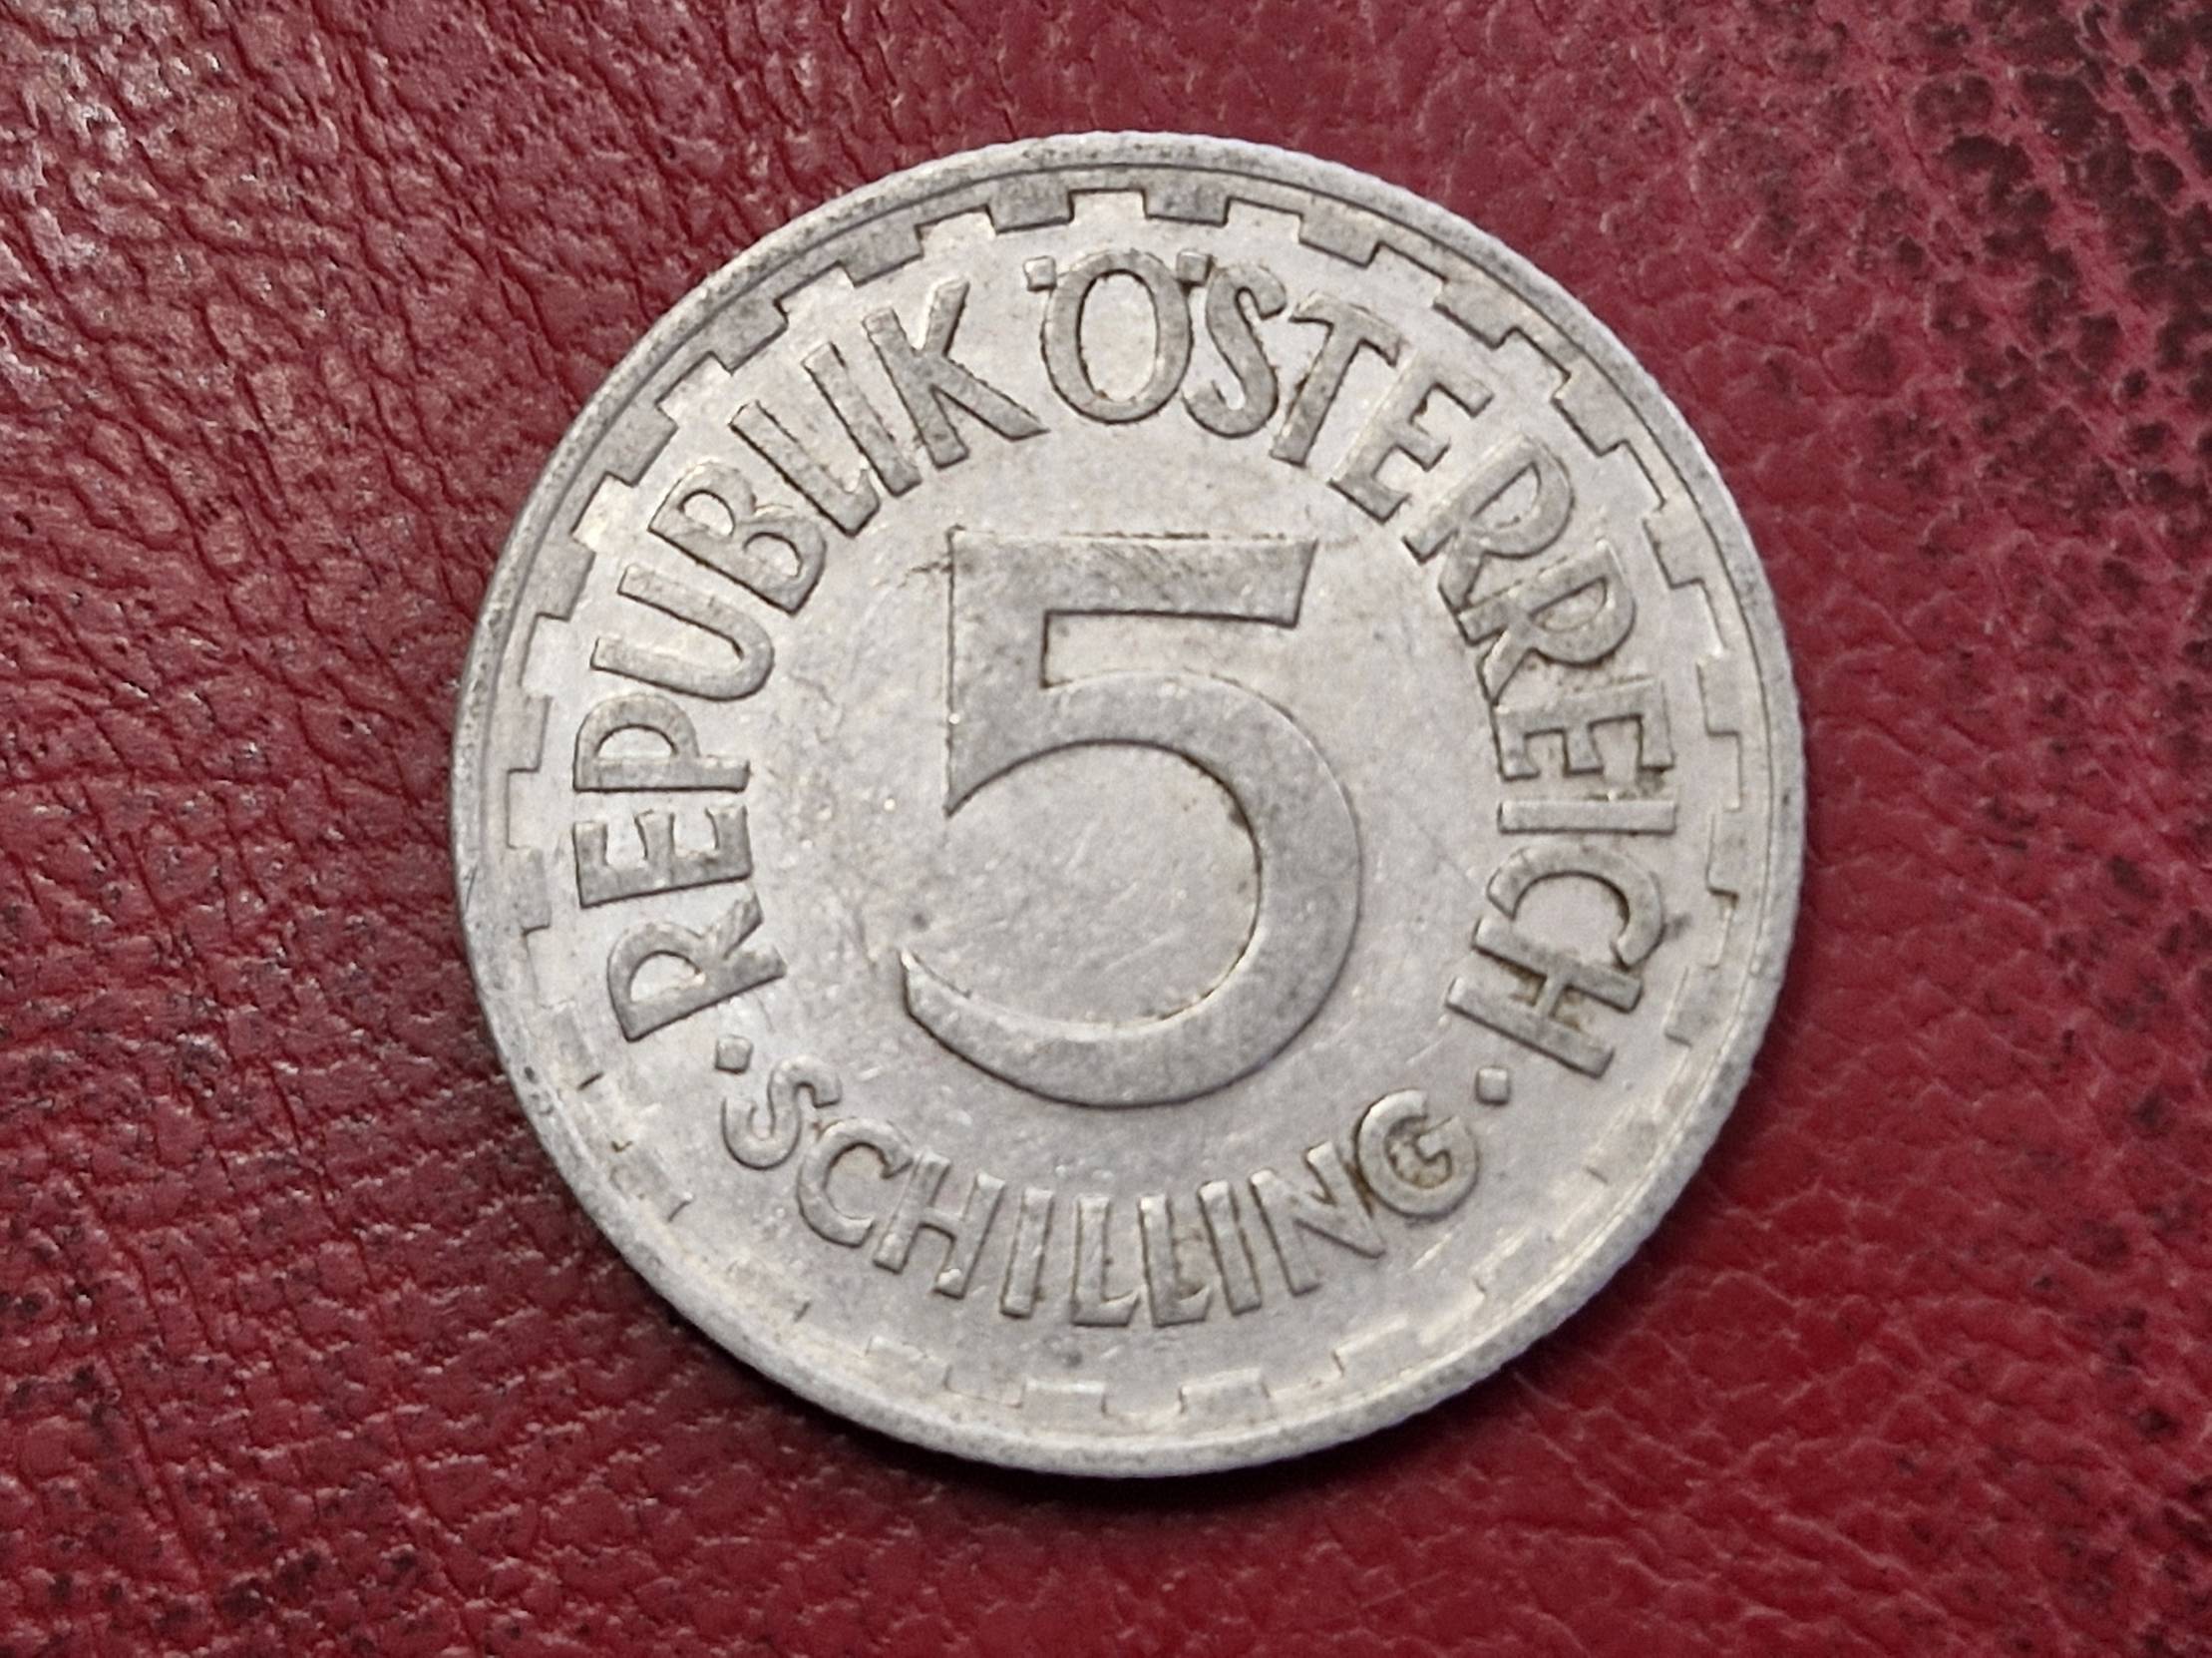 REPUBLIK ÖSTERREICH
5
· SCHILLING ·